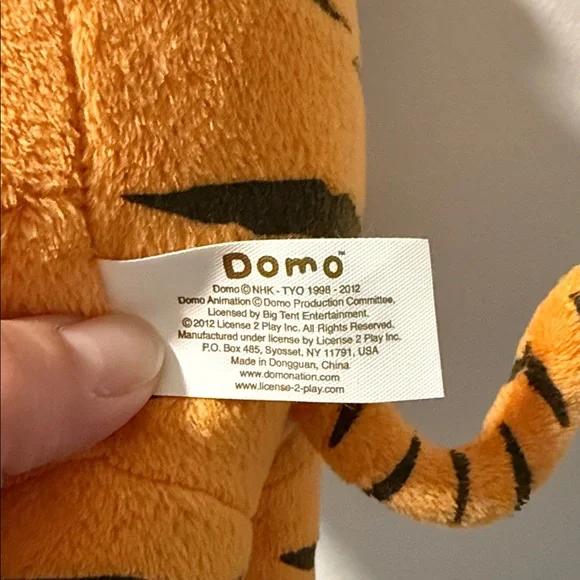 Domo™
Domo © NHK - TYO 1998 - 2012
Domo Animation © Domo Production Committee,
Licensed by Big Tent Entertainment.
©2012 License 2 Play Inc. All Rights Reserved.
Manufactured under license by License 2 Play Inc.
P.O. Box 485, Syosset, NY 11791, USA
Made in Dongguan, China
www.domonation.com
www.license-2-play.com